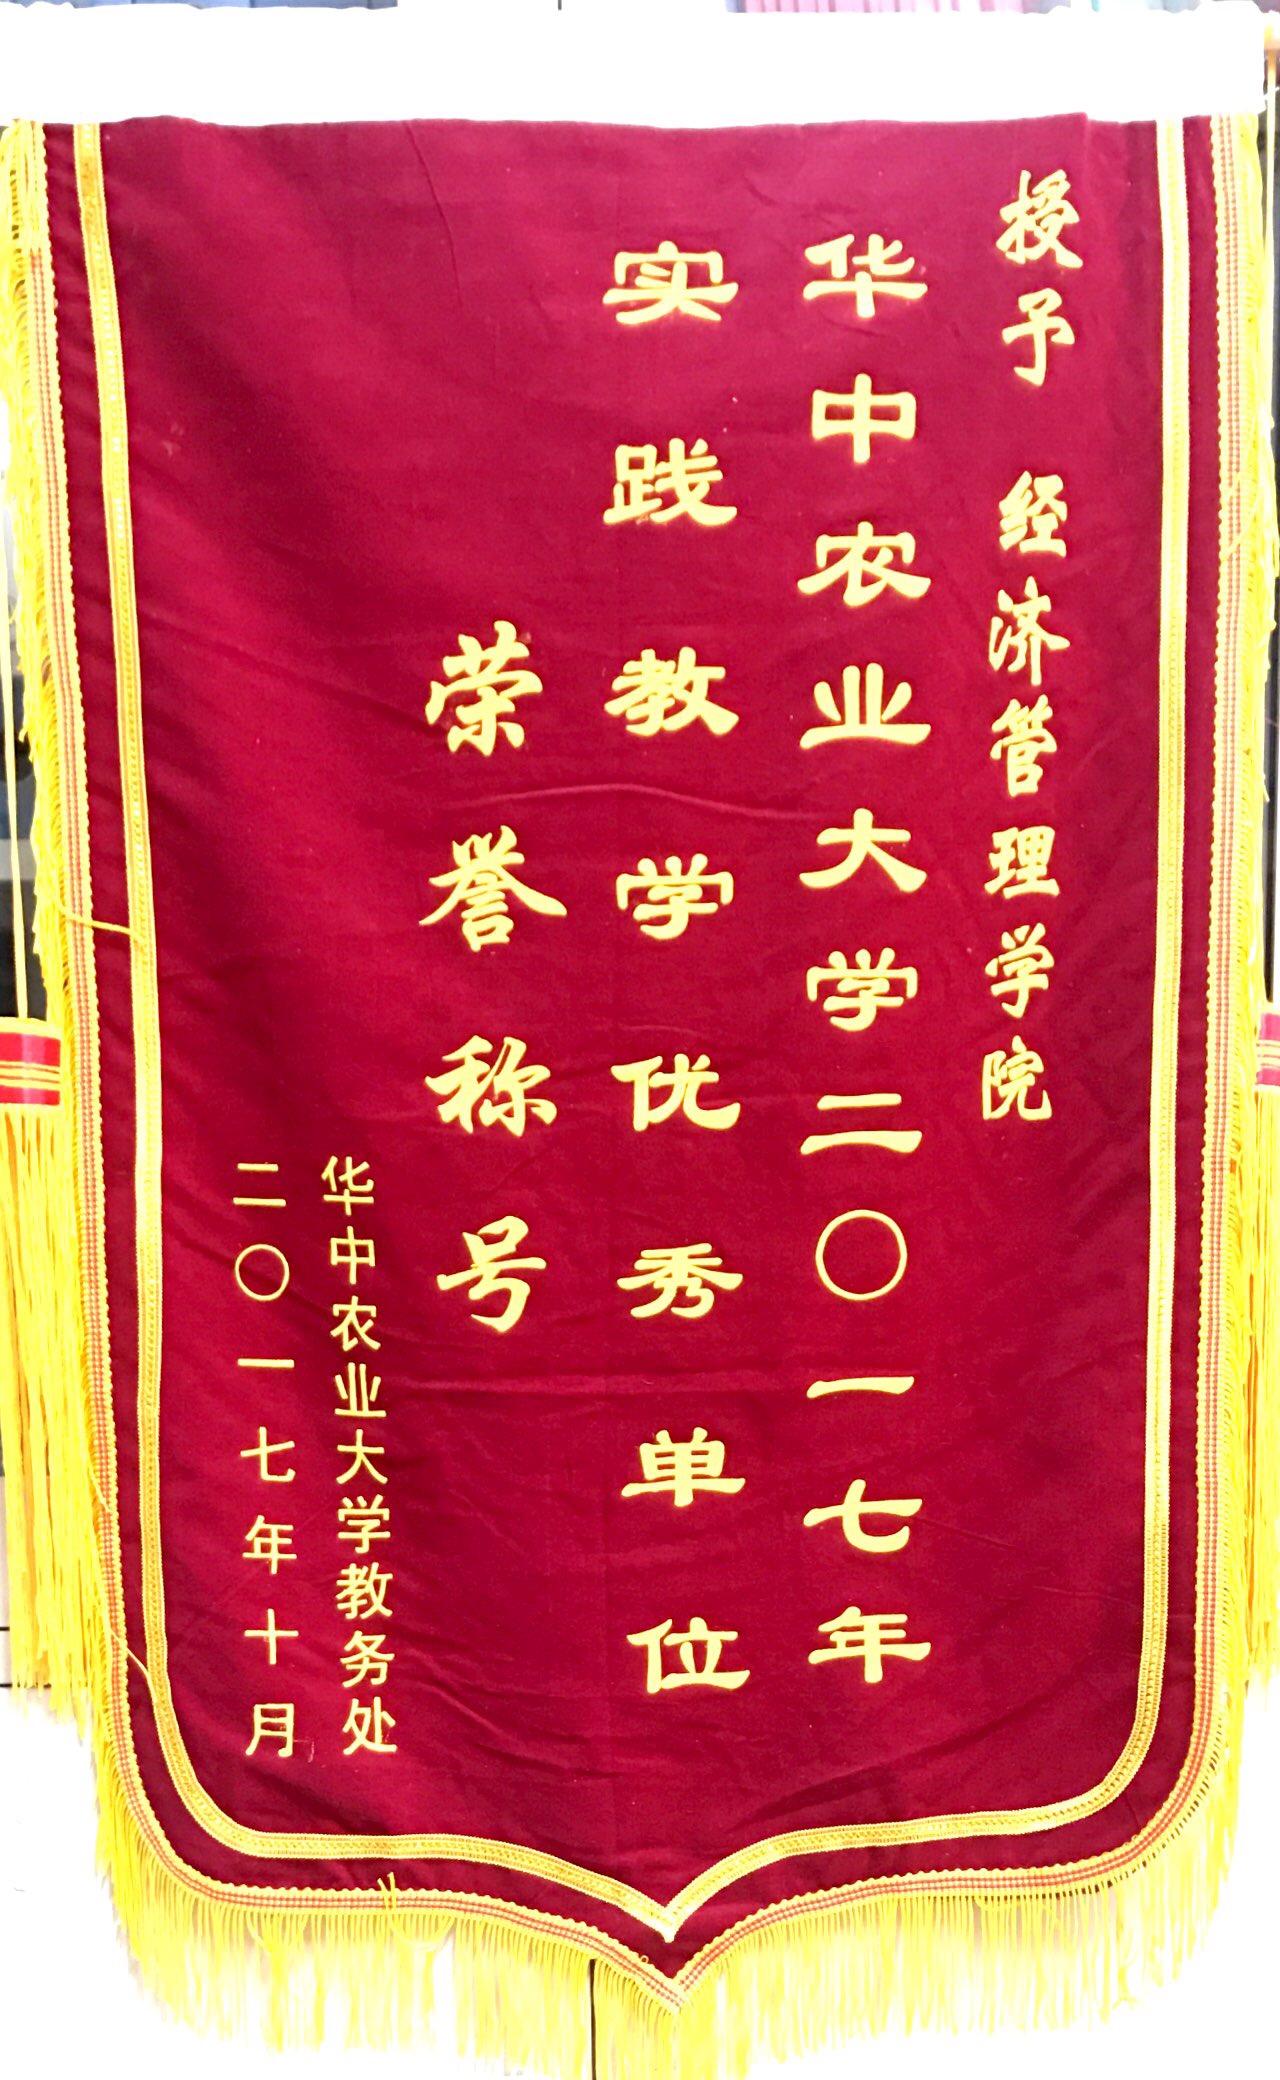 授予 经济管理学院
华中农业大学二〇一七年
实践教学优秀单位
荣誉称号
华中农业大学教务处
二〇一七年十月